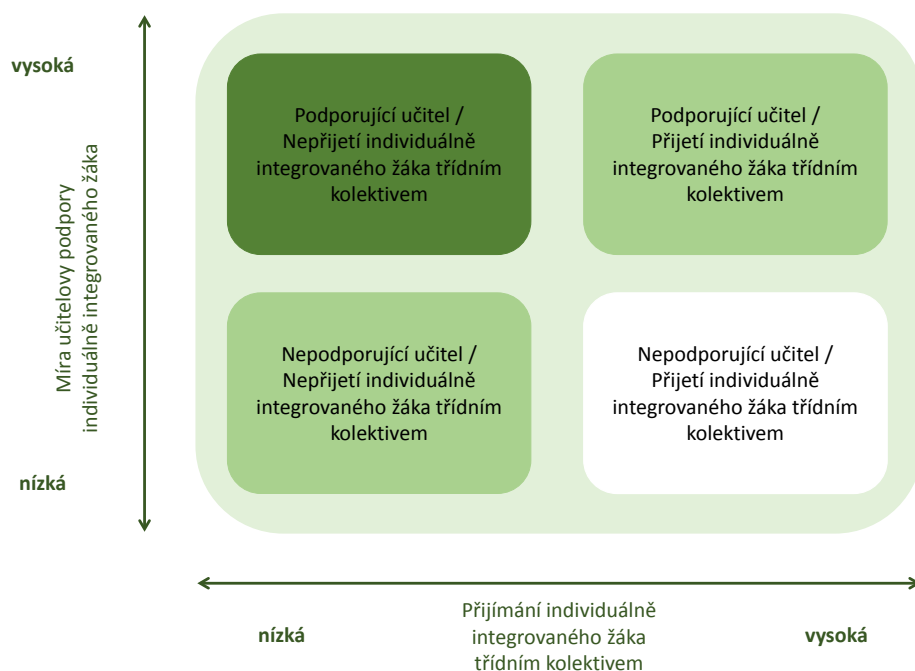 vysoká
Podporující učitel /
Nepřijetí individuálně
integrovaného žáka třídním
kolektivem
Podporující učitel /
Přijetí individuálně
integrovaného žáka třídním
kolektivem
Míra učitelovy podpory
individuálně integrovaného žáka
Nepodporující učitel /
Nepřijetí individuálně
integrovaného žáka třídním
kolektivem
Nepodporující učitel /
Přijetí individuálně
integrovaného žáka třídním
kolektivem
nízká
nízká
Přijímání individuálně
integrovaného žáka
třídním kolektivem
vysoká